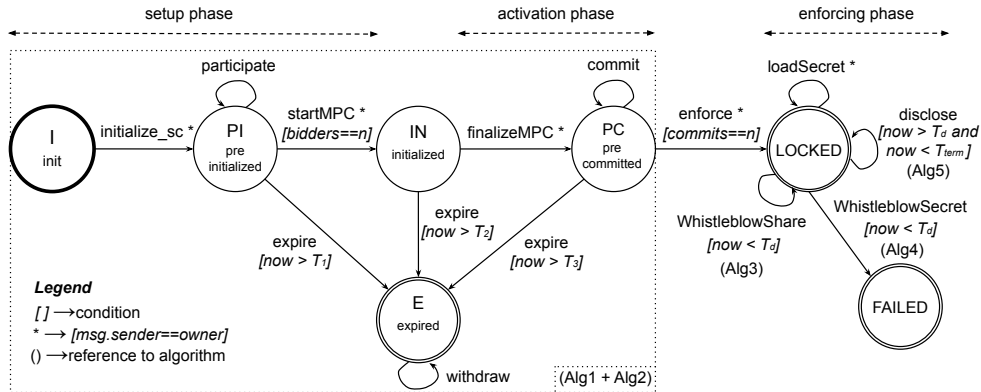 setup phase
activation phase
enforcing phase
participate
commit
loadSecret *
I
init
initialize_sc *
PI
pre
initialized
startMPC *
[bidders==n]
IN
initialized
finalizeMPC *
PC
pre
committed
enforce *
[commits==n]
LOCKED
disclose
[now > Td and
now < Tterm]
(Alg5)
expire
[now > T1]
expire
[now > T2]
expire
[now > T3]
WhistleblowShare
[now < Td]
(Alg3)
WhistleblowSecret
[now < Td]
(Alg4)
E
expired
FAILED
Legend
[ ] →condition
* → [msg.sender==owner]
() →reference to algorithm
withdraw
(Alg1 + Alg2)